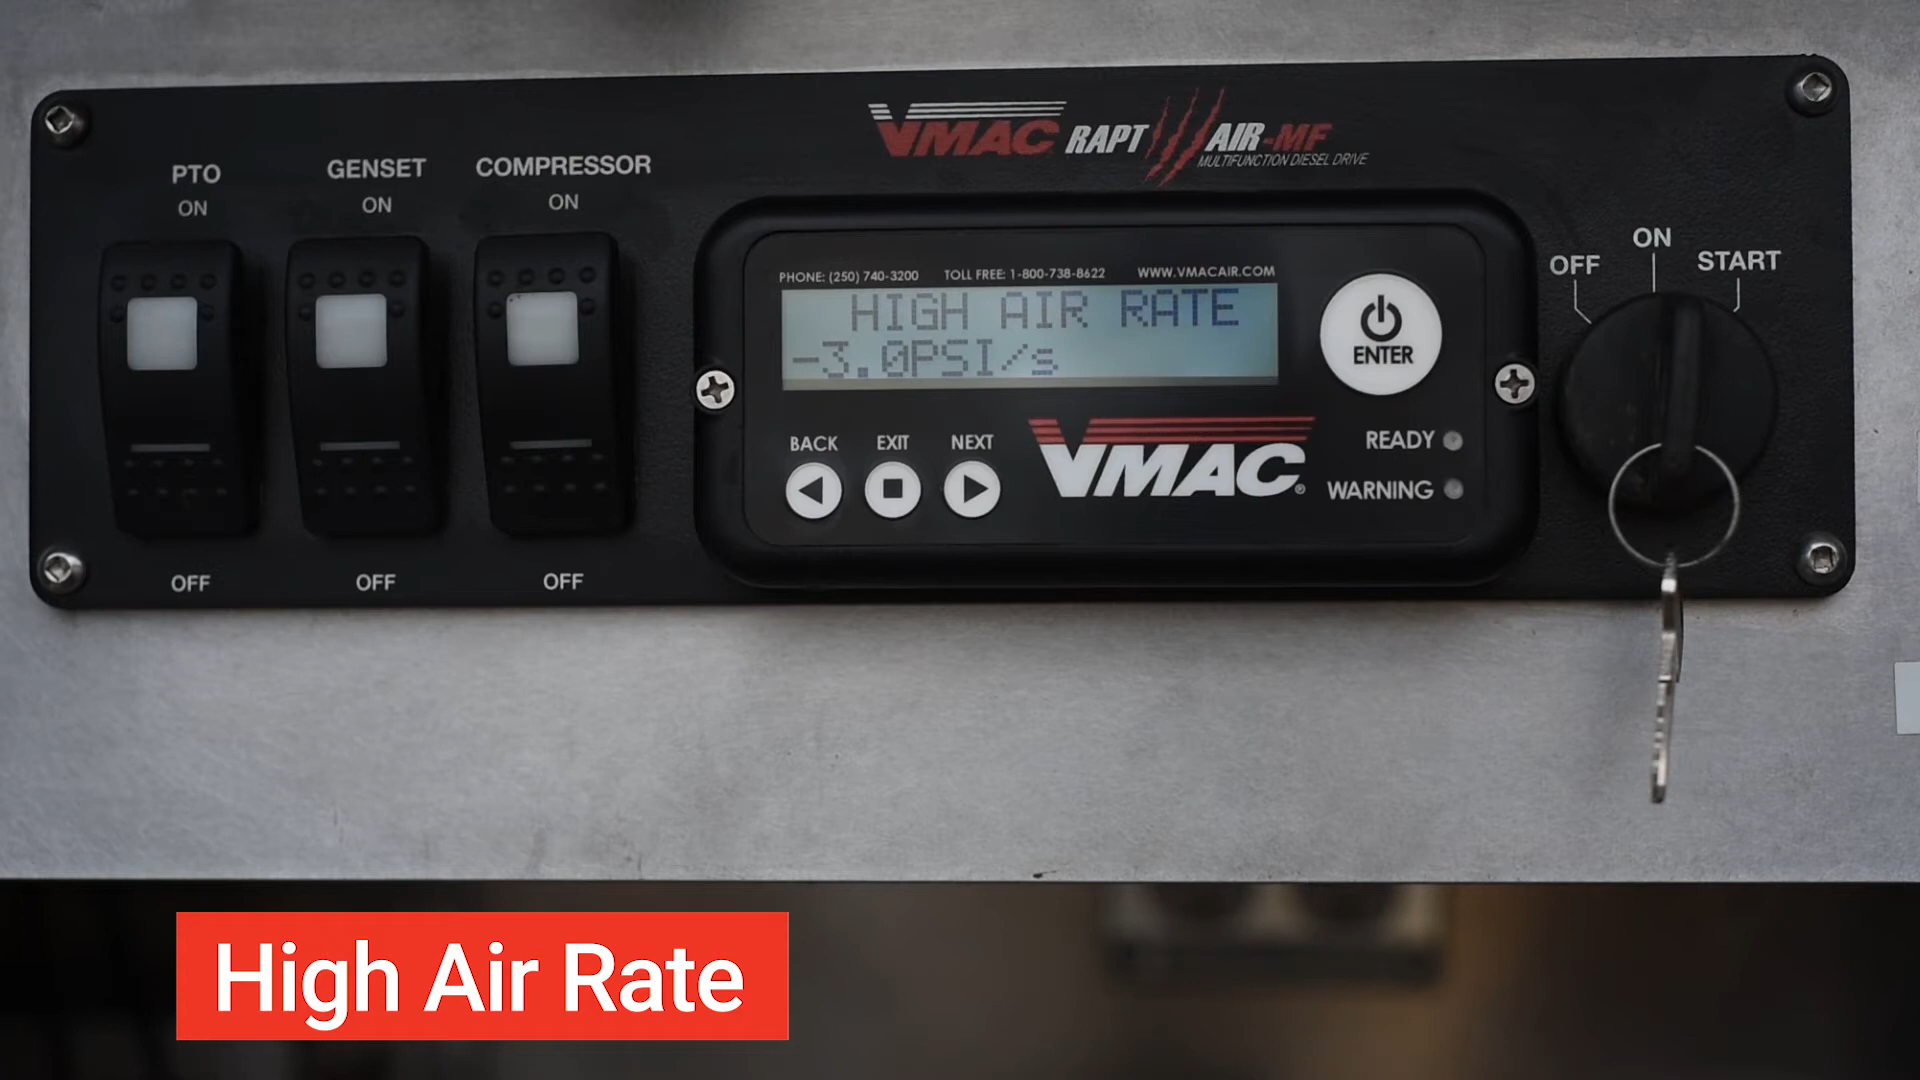 VMAC RAPTAIR-MF
MULTIFUNCTION DIESEL DRIVE
PTO
ON
GENSET
ON
COMPRESSOR
ON
OFF
OFF
OFF
PHONE: (250) 740-3200 TOLL FREE: 1-800-738-8622 WWW.VMACAIR.COM
HIGH AIR RATE
-3.0PSI/s
ENTER
BACK EXIT NEXT
VMAC®
READY
WARNING
OFF
ON
START
High Air Rate